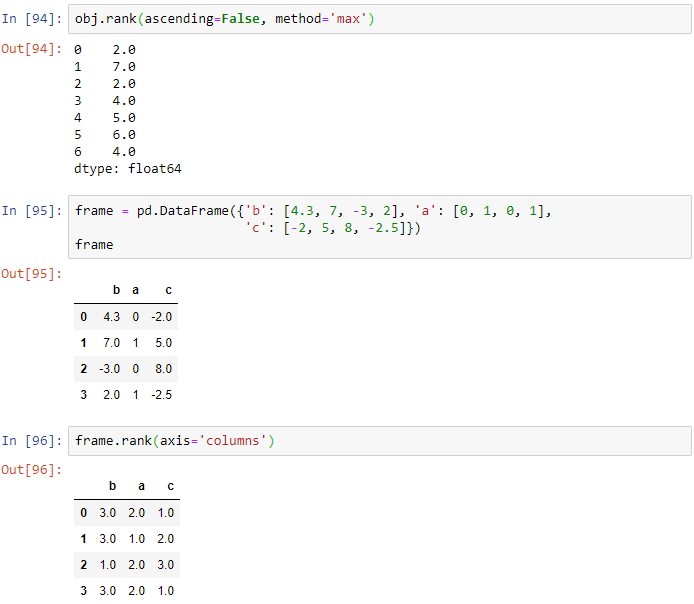 In [94]: obj.rank(ascending=False, method='max')
Out[94]: 0    2.0
1    7.0
2    2.0
3    4.0
4    5.0
5    6.0
6    4.0
dtype: float64
In [95]: frame = pd.DataFrame({'b': [4.3, 7, -3, 2], 'a': [0, 1, 0, 1],
'c': [-2, 5, 8, -2.5]})
frame
Out[95]:
b a c
0 4.3 0 -2.0
1 7.0 1 5.0
2 -3.0 0 8.0
3 2.0 1 -2.5
In [96]: frame.rank(axis='columns')
Out[96]:
b a c
0 3.0 2.0 1.0
1 3.0 1.0 2.0
2 1.0 2.0 3.0
3 3.0 2.0 1.0